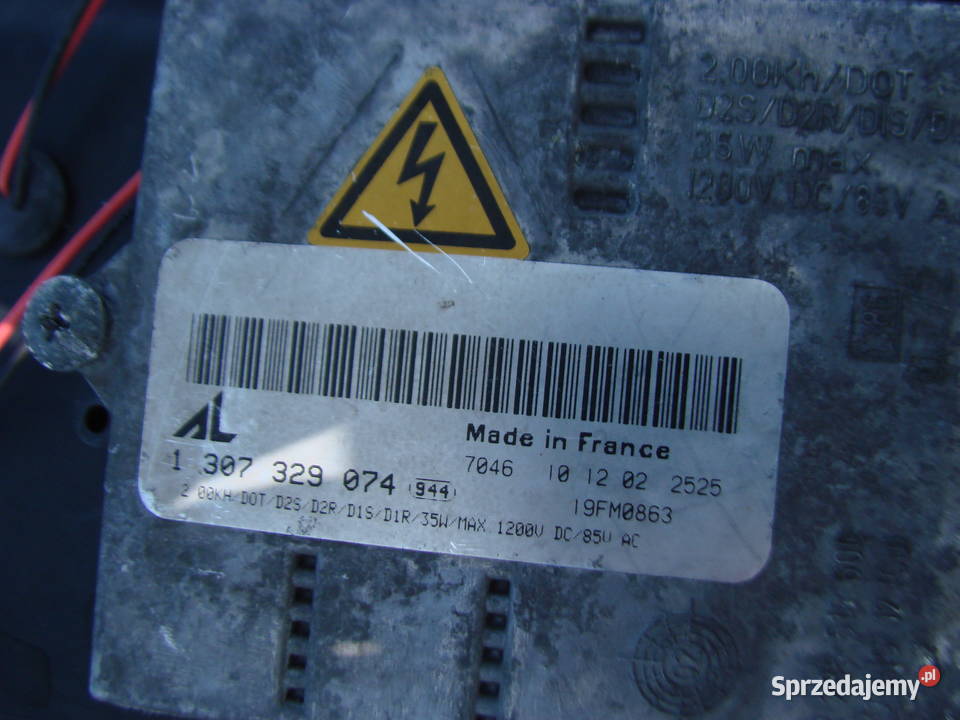 2.00Kh/DOT
D2S/D2R/D1S/
35W max
1200V DC/85V
AL
Made in France
1 307 329 074 944
7046 10 12 02 2525
2 00KH/DOT/D2S/D2R/D1S/D1R/35W/MAX 1200V DC/85V AC
19FM0863
Sprzedajemy.pl